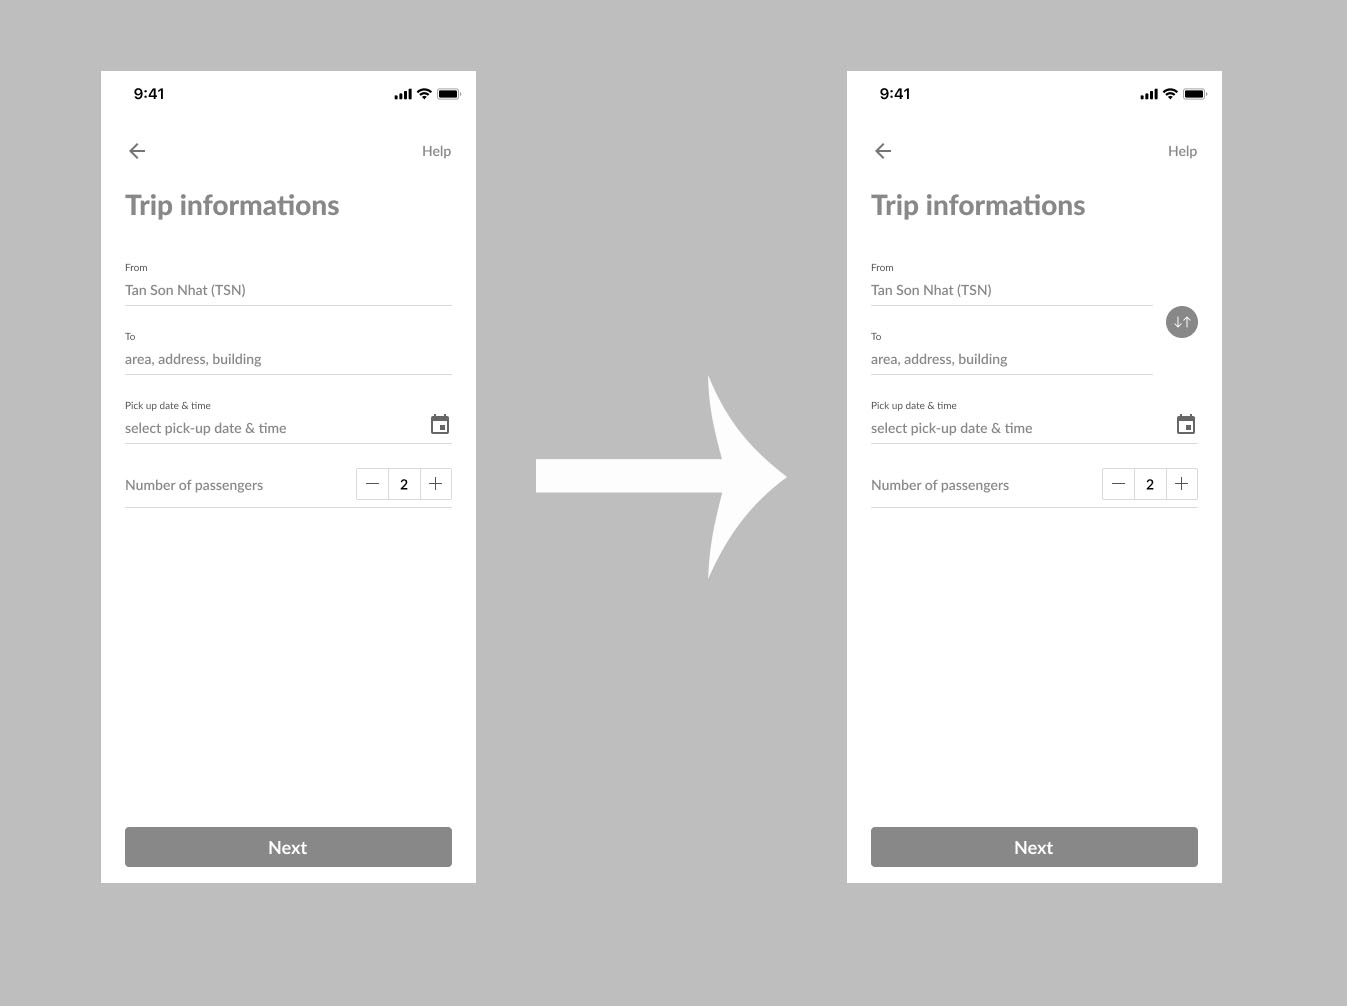 9:41
Help
Trip informations
From
Tan Son Nhat (TSN)
To
area, address, building
Pick up date & time
select pick-up date & time
Number of passengers
2
Next
9:41
Help
Trip informations
From
Tan Son Nhat (TSN)
To
area, address, building
Pick up date & time
select pick-up date & time
Number of passengers
2
Next